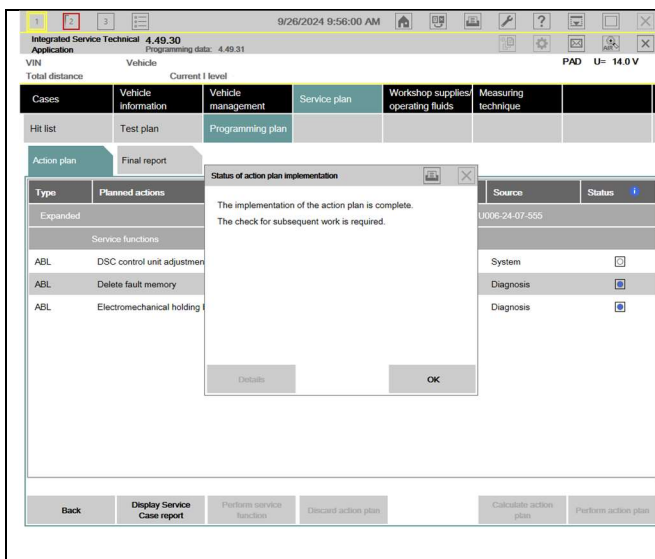 1 2 3 9/26/2024 9:56:00 AM ?
Integrated Service Technical 4.49.30
Application Programming data: 4.49.31
AIR
VIN Vehicle PAD U= 14.0 V
Total distance Current I level
Cases Vehicle information Vehicle management Service plan Workshop supplies/ operating fluids Measuring technique
Hit list Test plan Programming plan
Action plan Final report
Status of action plan implementation
Type Planned actions Source Status i
The implementation of the action plan is complete.
Expanded U006-24-07-555
The check for subsequent work is required.
Service functions
ABL DSC control unit adjustmen System
ABL Delete fault memory Diagnosis
ABL Electromechanical holding Diagnosis
Details OK
Back Display Service Case report Perform service function Discard action plan Calculate action plan Perform action plan